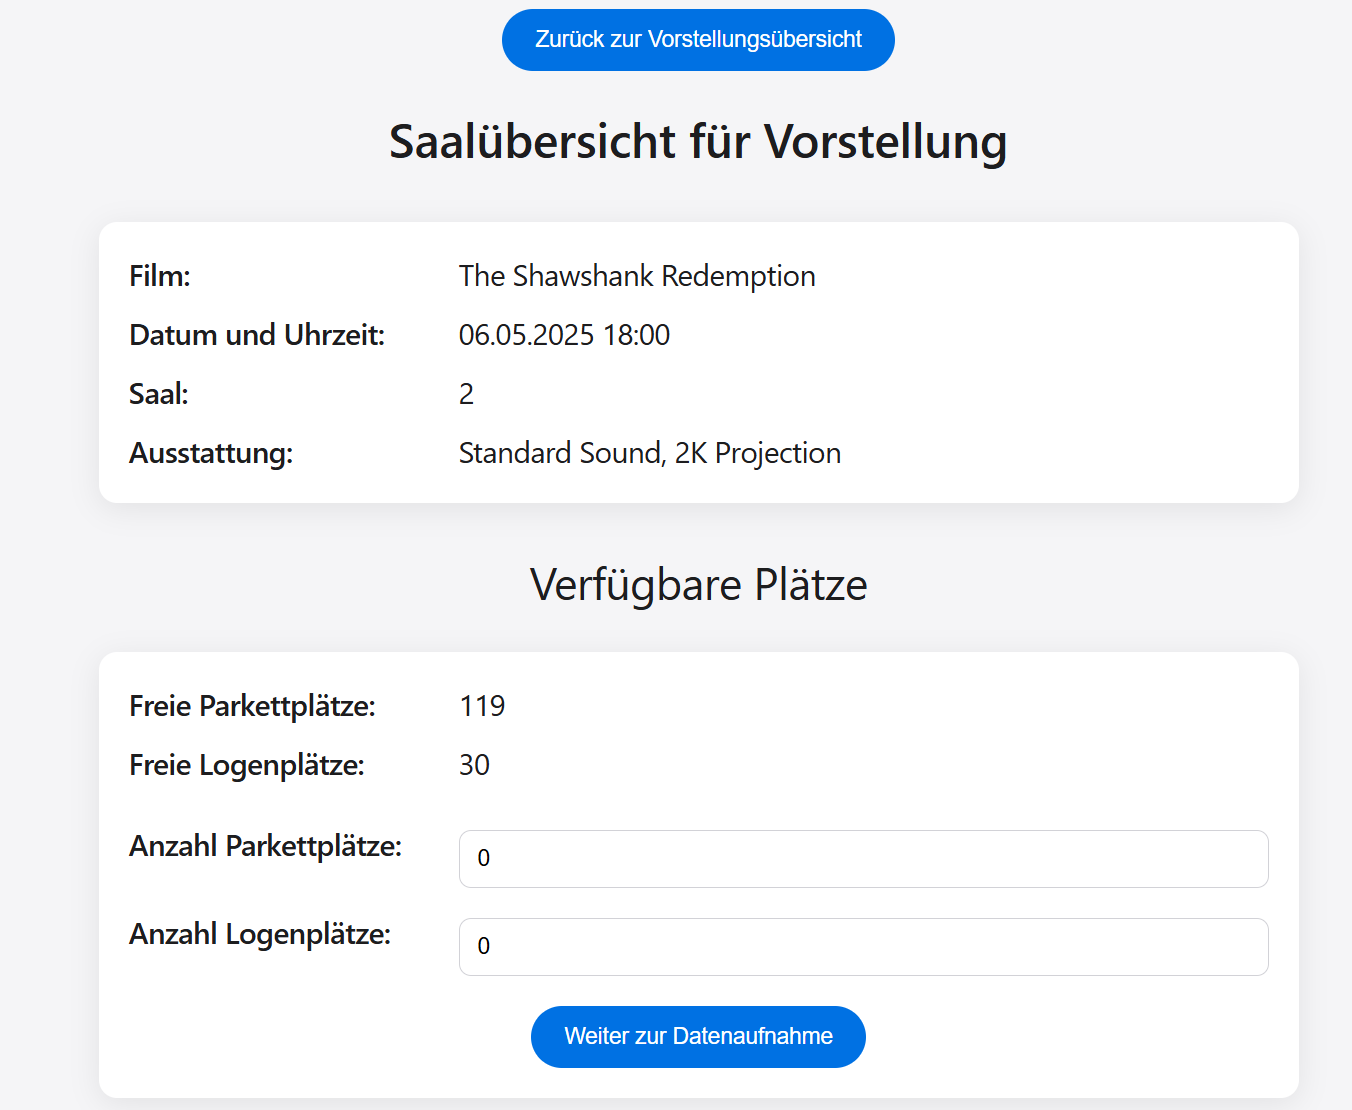 Zurück zur Vorstellungsübersicht
Saalübersicht für Vorstellung
Film: The Shawshank Redemption
Datum und Uhrzeit: 06.05.2025 18:00
Saal: 2
Ausstattung: Standard Sound, 2K Projection
Verfügbare Plätze
Freie Parkettplätze: 119
Freie Logenplätze: 30
Anzahl Parkettplätze: 0
Anzahl Logenplätze: 0
Weiter zur Datenaufnahme